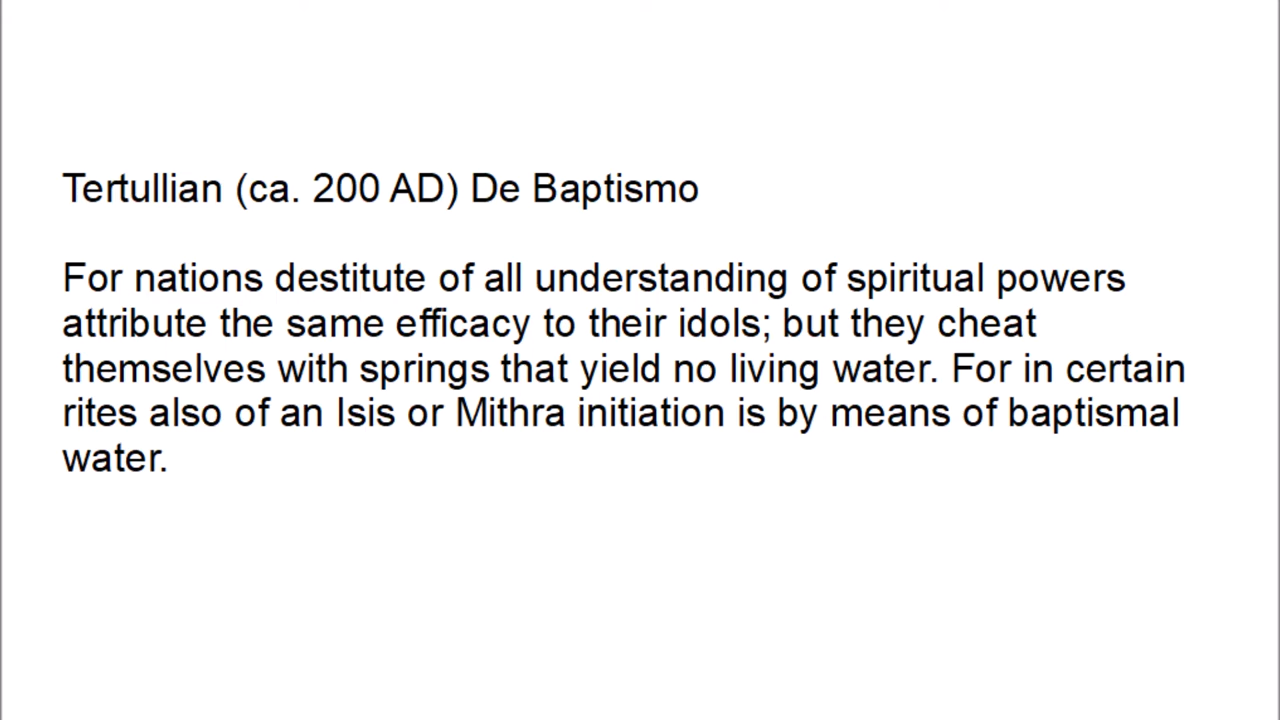 Tertullian (ca. 200 AD) De Baptismo
For nations destitute of all understanding of spiritual powers
attribute the same efficacy to their idols; but they cheat
themselves with springs that yield no living water. For in certain
rites also of an Isis or Mithra initiation is by means of baptismal
water.